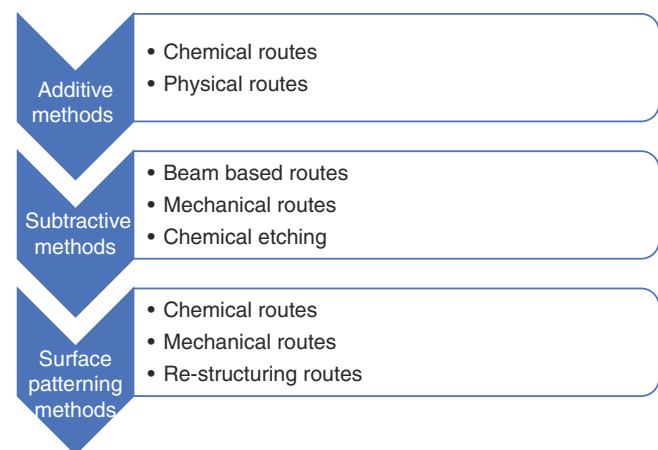 Additive
methods
• Chemical routes
• Physical routes
Subtractive
methods
• Beam based routes
• Mechanical routes
• Chemical etching
Surface
patterning
methods
• Chemical routes
• Mechanical routes
• Re-structuring routes